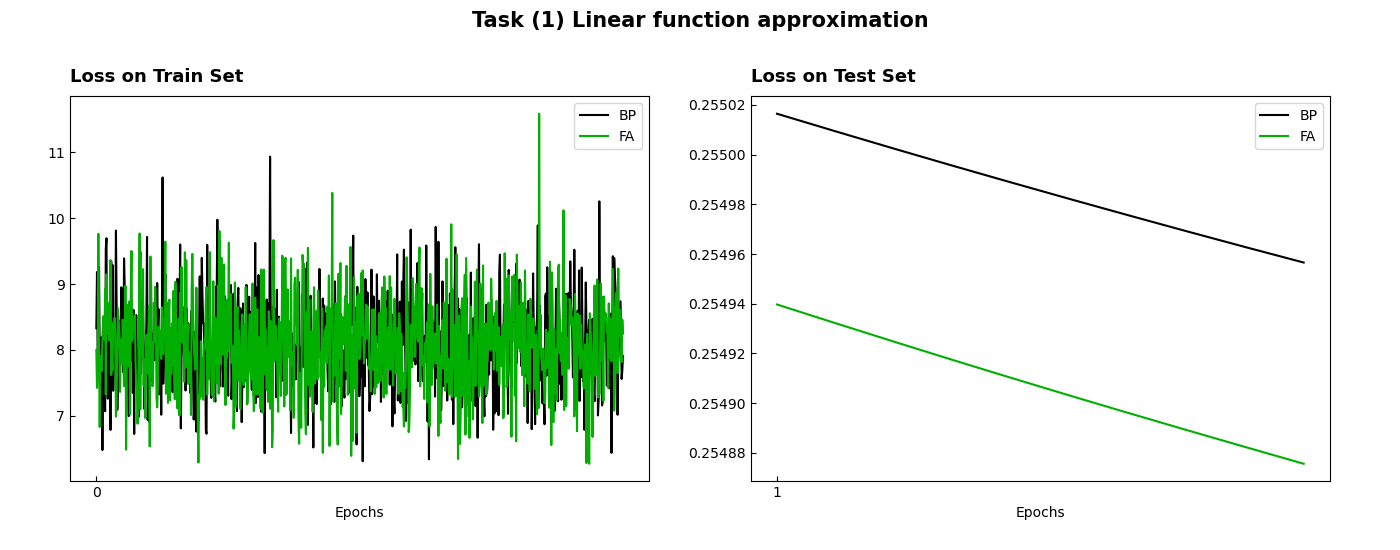 Task (1) Linear function approximation
Loss on Train Set
BP
FA
11
10
9
8
7
0
Epochs
Loss on Test Set
BP
FA
0.25502
0.25500
0.25498
0.25496
0.25494
0.25492
0.25490
0.25488
1
Epochs